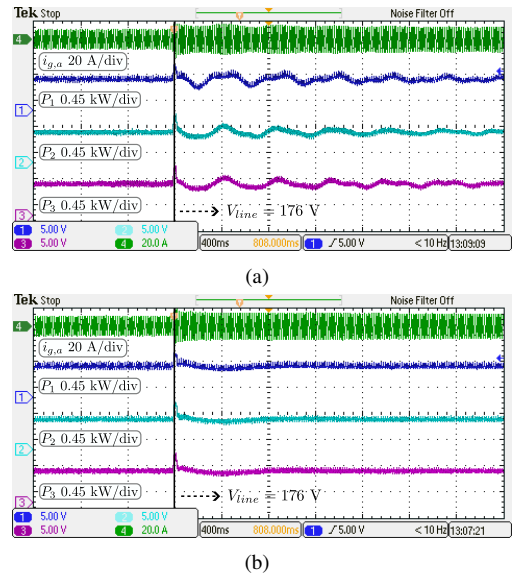 Tek Stop Noise Filter Off
4
i_{g,a} 20 A/div
1
P_1 0.45 kW/div
2
P_2 0.45 kW/div
3
P_3 0.45 kW/div
V_{line} = 176 V
1 5.00 V 2 5.00 V
3 5.00 V 4 20.0 A 400ms 808.000ms 1 5.00 V < 10 Hz 13:09:09
(a)
Tek Stop Noise Filter Off
4
i_{g,a} 20 A/div
1
P_1 0.45 kW/div
2
P_2 0.45 kW/div
3
P_3 0.45 kW/div
V_{line} = 176 V
1 5.00 V 2 5.00 V
3 5.00 V 4 20.0 A 400ms 808.000ms 1 5.00 V < 10 Hz 13:07:21
(b)